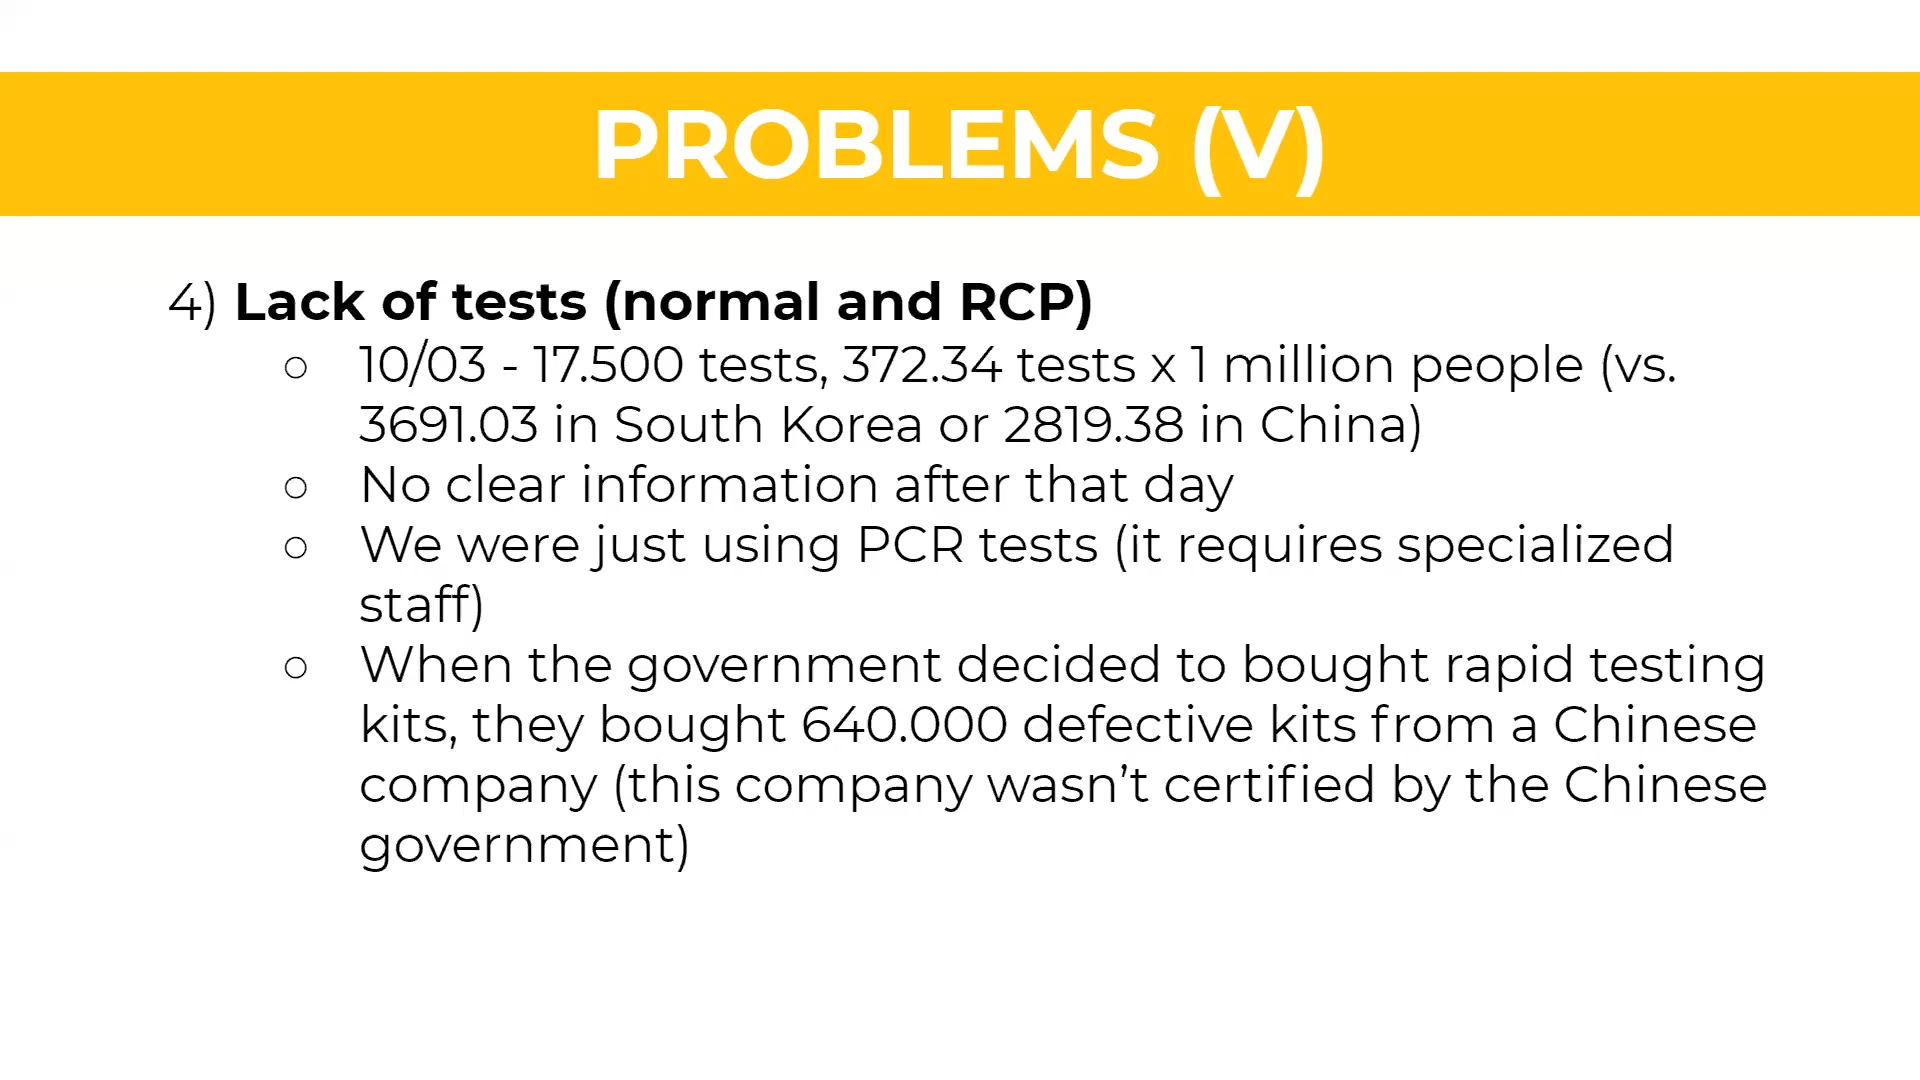 PROBLEMS (V)
4) Lack of tests (normal and RCP)
○ 10/03 - 17.500 tests, 372.34 tests x 1 million people (vs.
3691.03 in South Korea or 2819.38 in China)
○ No clear information after that day
○ We were just using PCR tests (it requires specialized
staff)
○ When the government decided to bought rapid testing
kits, they bought 640.000 defective kits from a Chinese
company (this company wasn’t certified by the Chinese
government)